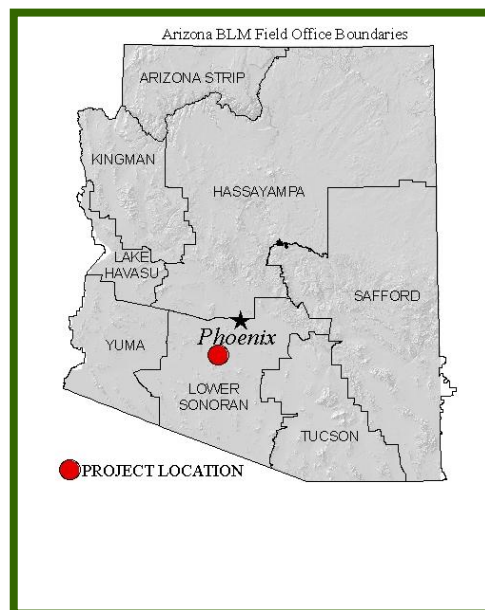 Arizona BLM Field Office Boundaries
ARIZONA STRIP
KINGMAN
HASSAYAMPA
LAKE
HAVASU
SAFFORD
Phoenix
YUMA
LOWER
SONORAN
TUCSON
PROJECT LOCATION